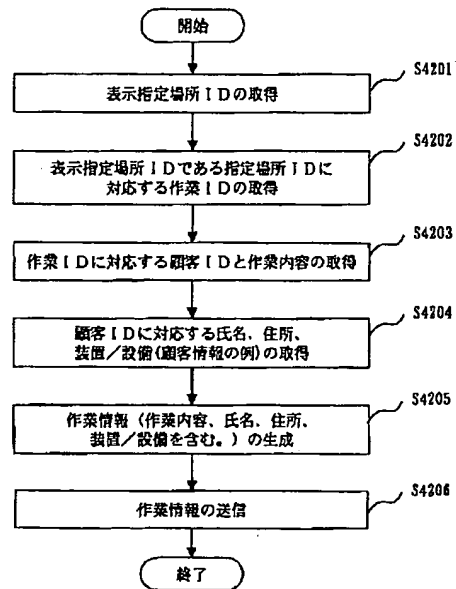 開始
S4201
表示指定場所IDの取得
S4202
表示指定場所IDである指定場所IDに
対応する作業IDの取得
S4203
作業IDに対応する顧客IDと作業内容の取得
S4204
顧客IDに対応する氏名、住所、
装置／設備(顧客情報の例)の取得
S4205
作業情報（作業内容、氏名、住所、
装置／設備を含む。）の生成
S4206
作業情報の送信
終了